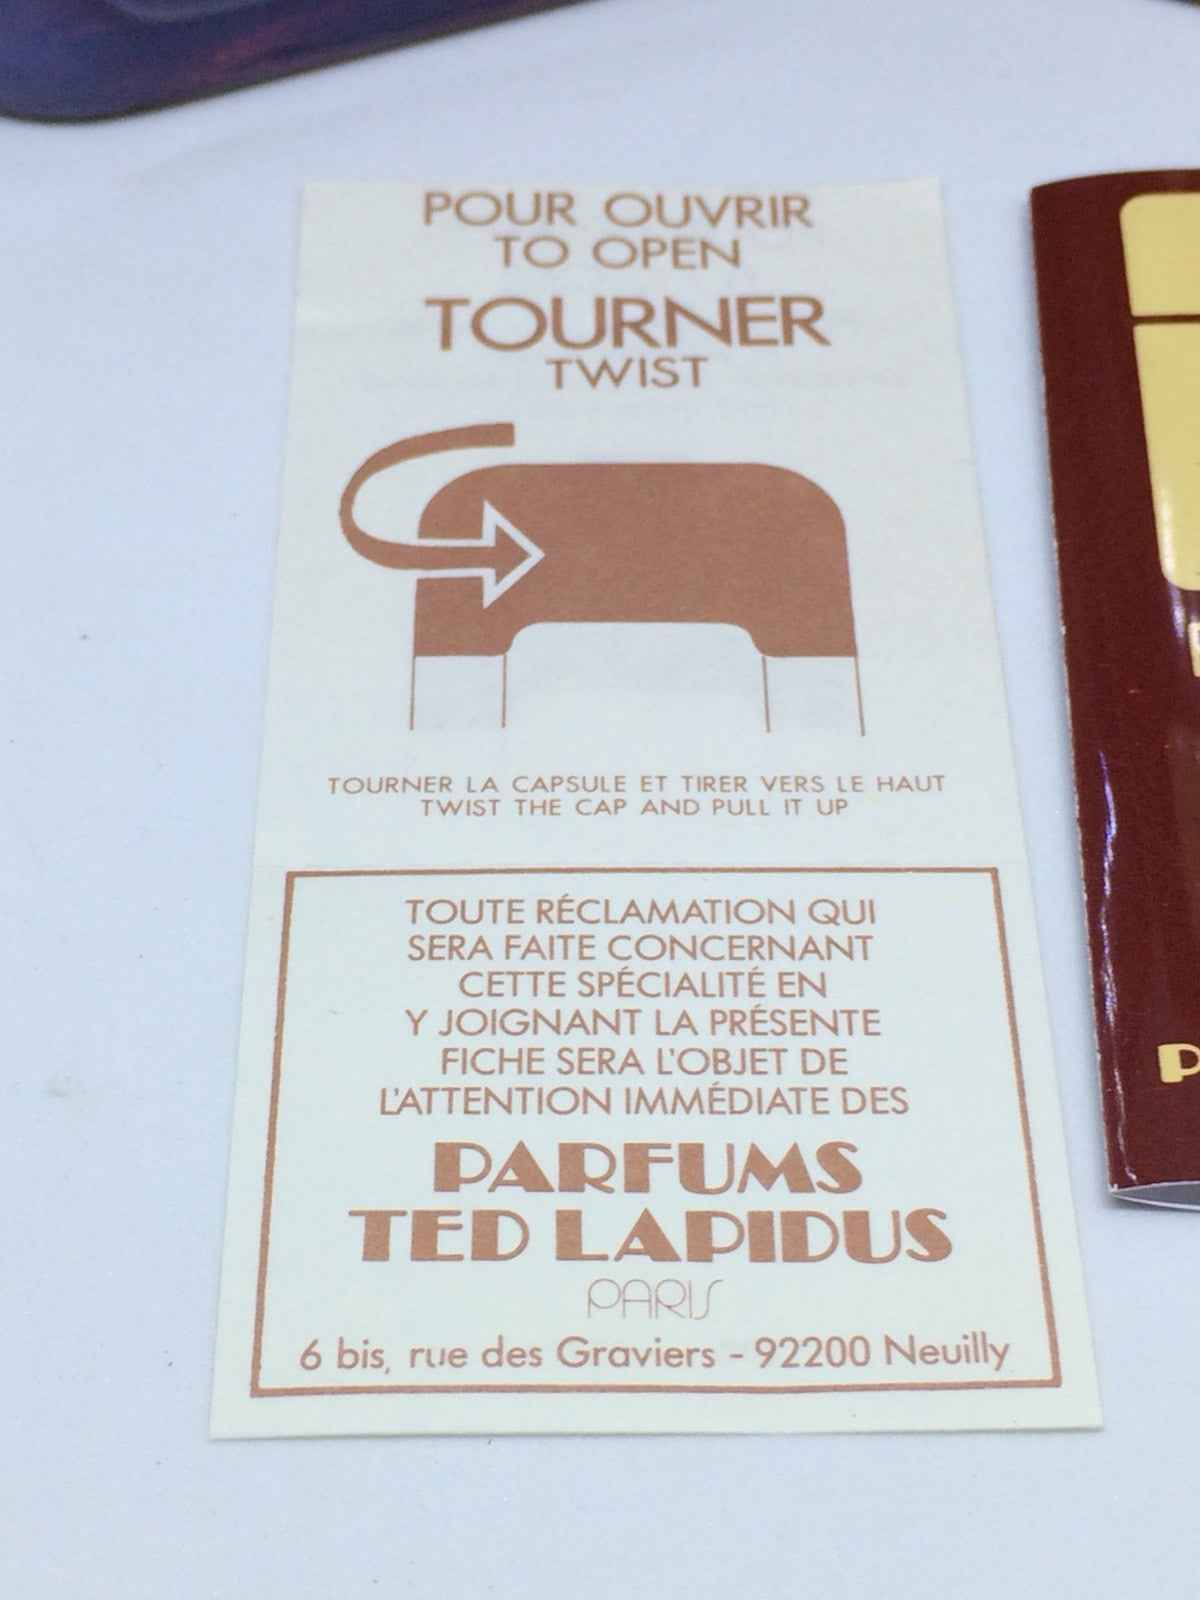 POUR OUVRIR
TO OPEN
TOURNER
TWIST
TOURNER LA CAPSULE ET TIRER VERS LE HAUT
TWIST THE CAP AND PULL IT UP
TOUTE RÉCLAMATION QUI
SERA FAITE CONCERNANT
CETTE SPÉCIALITÉ EN
Y JOIGNANT LA PRÉSENTE
FICHE SERA L'OBJET DE
L'ATTENTION IMMÉDIATE DES
PARFUMS
TED LAPIDUS
PARIS
6 bis, rue des Graviers - 92200 Neuilly